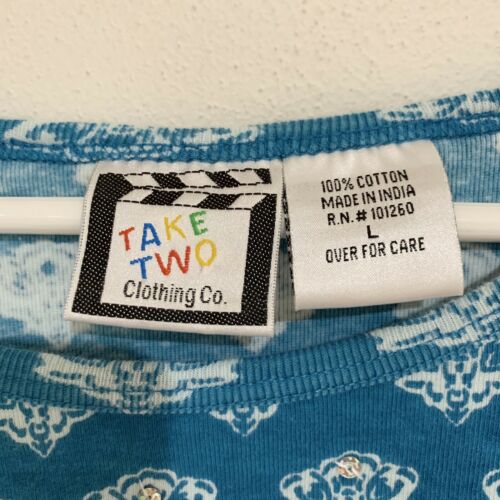 TAKE
TWO
Clothing Co.
100% COTTON
MADE IN INDIA
R.N.# 101260
L
OVER FOR CARE